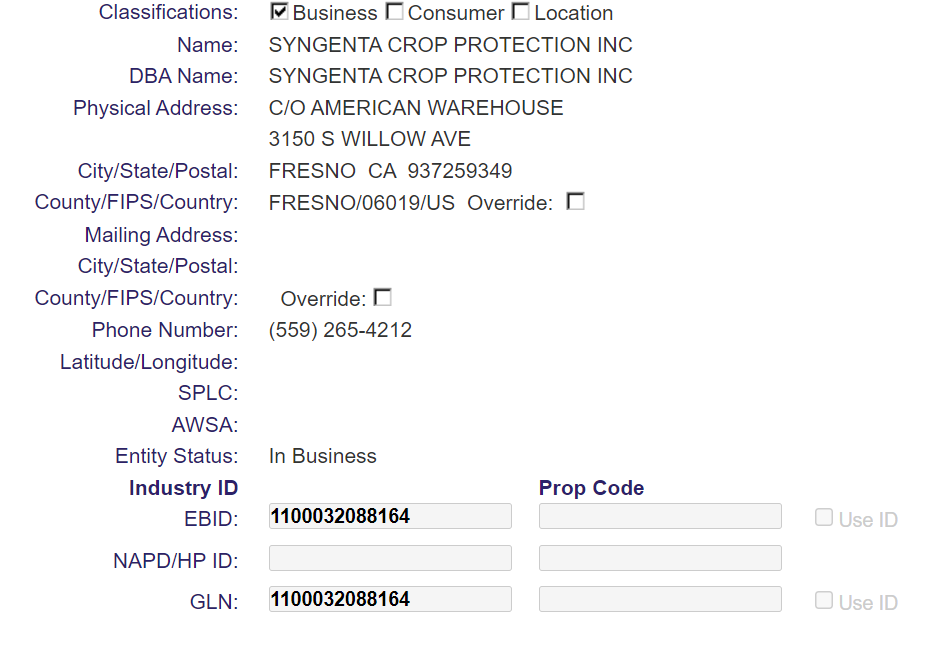 Classifications: Business Consumer Location
Name: SYNGENTA CROP PROTECTION INC
DBA Name: SYNGENTA CROP PROTECTION INC
Physical Address: C/O AMERICAN WAREHOUSE
3150 S WILLOW AVE
City/State/Postal: FRESNO CA 937259349
County/FIPS/Country: FRESNO/06019/US Override:
Mailing Address:
City/State/Postal:
County/FIPS/Country: Override:
Phone Number: (559) 265-4212
Latitude/Longitude:
SPLC:
AWSA:
Entity Status: In Business
Industry ID Prop Code
EBID: 1100032088164 Use ID
NAPD/HP ID:
GLN: 1100032088164 Use ID